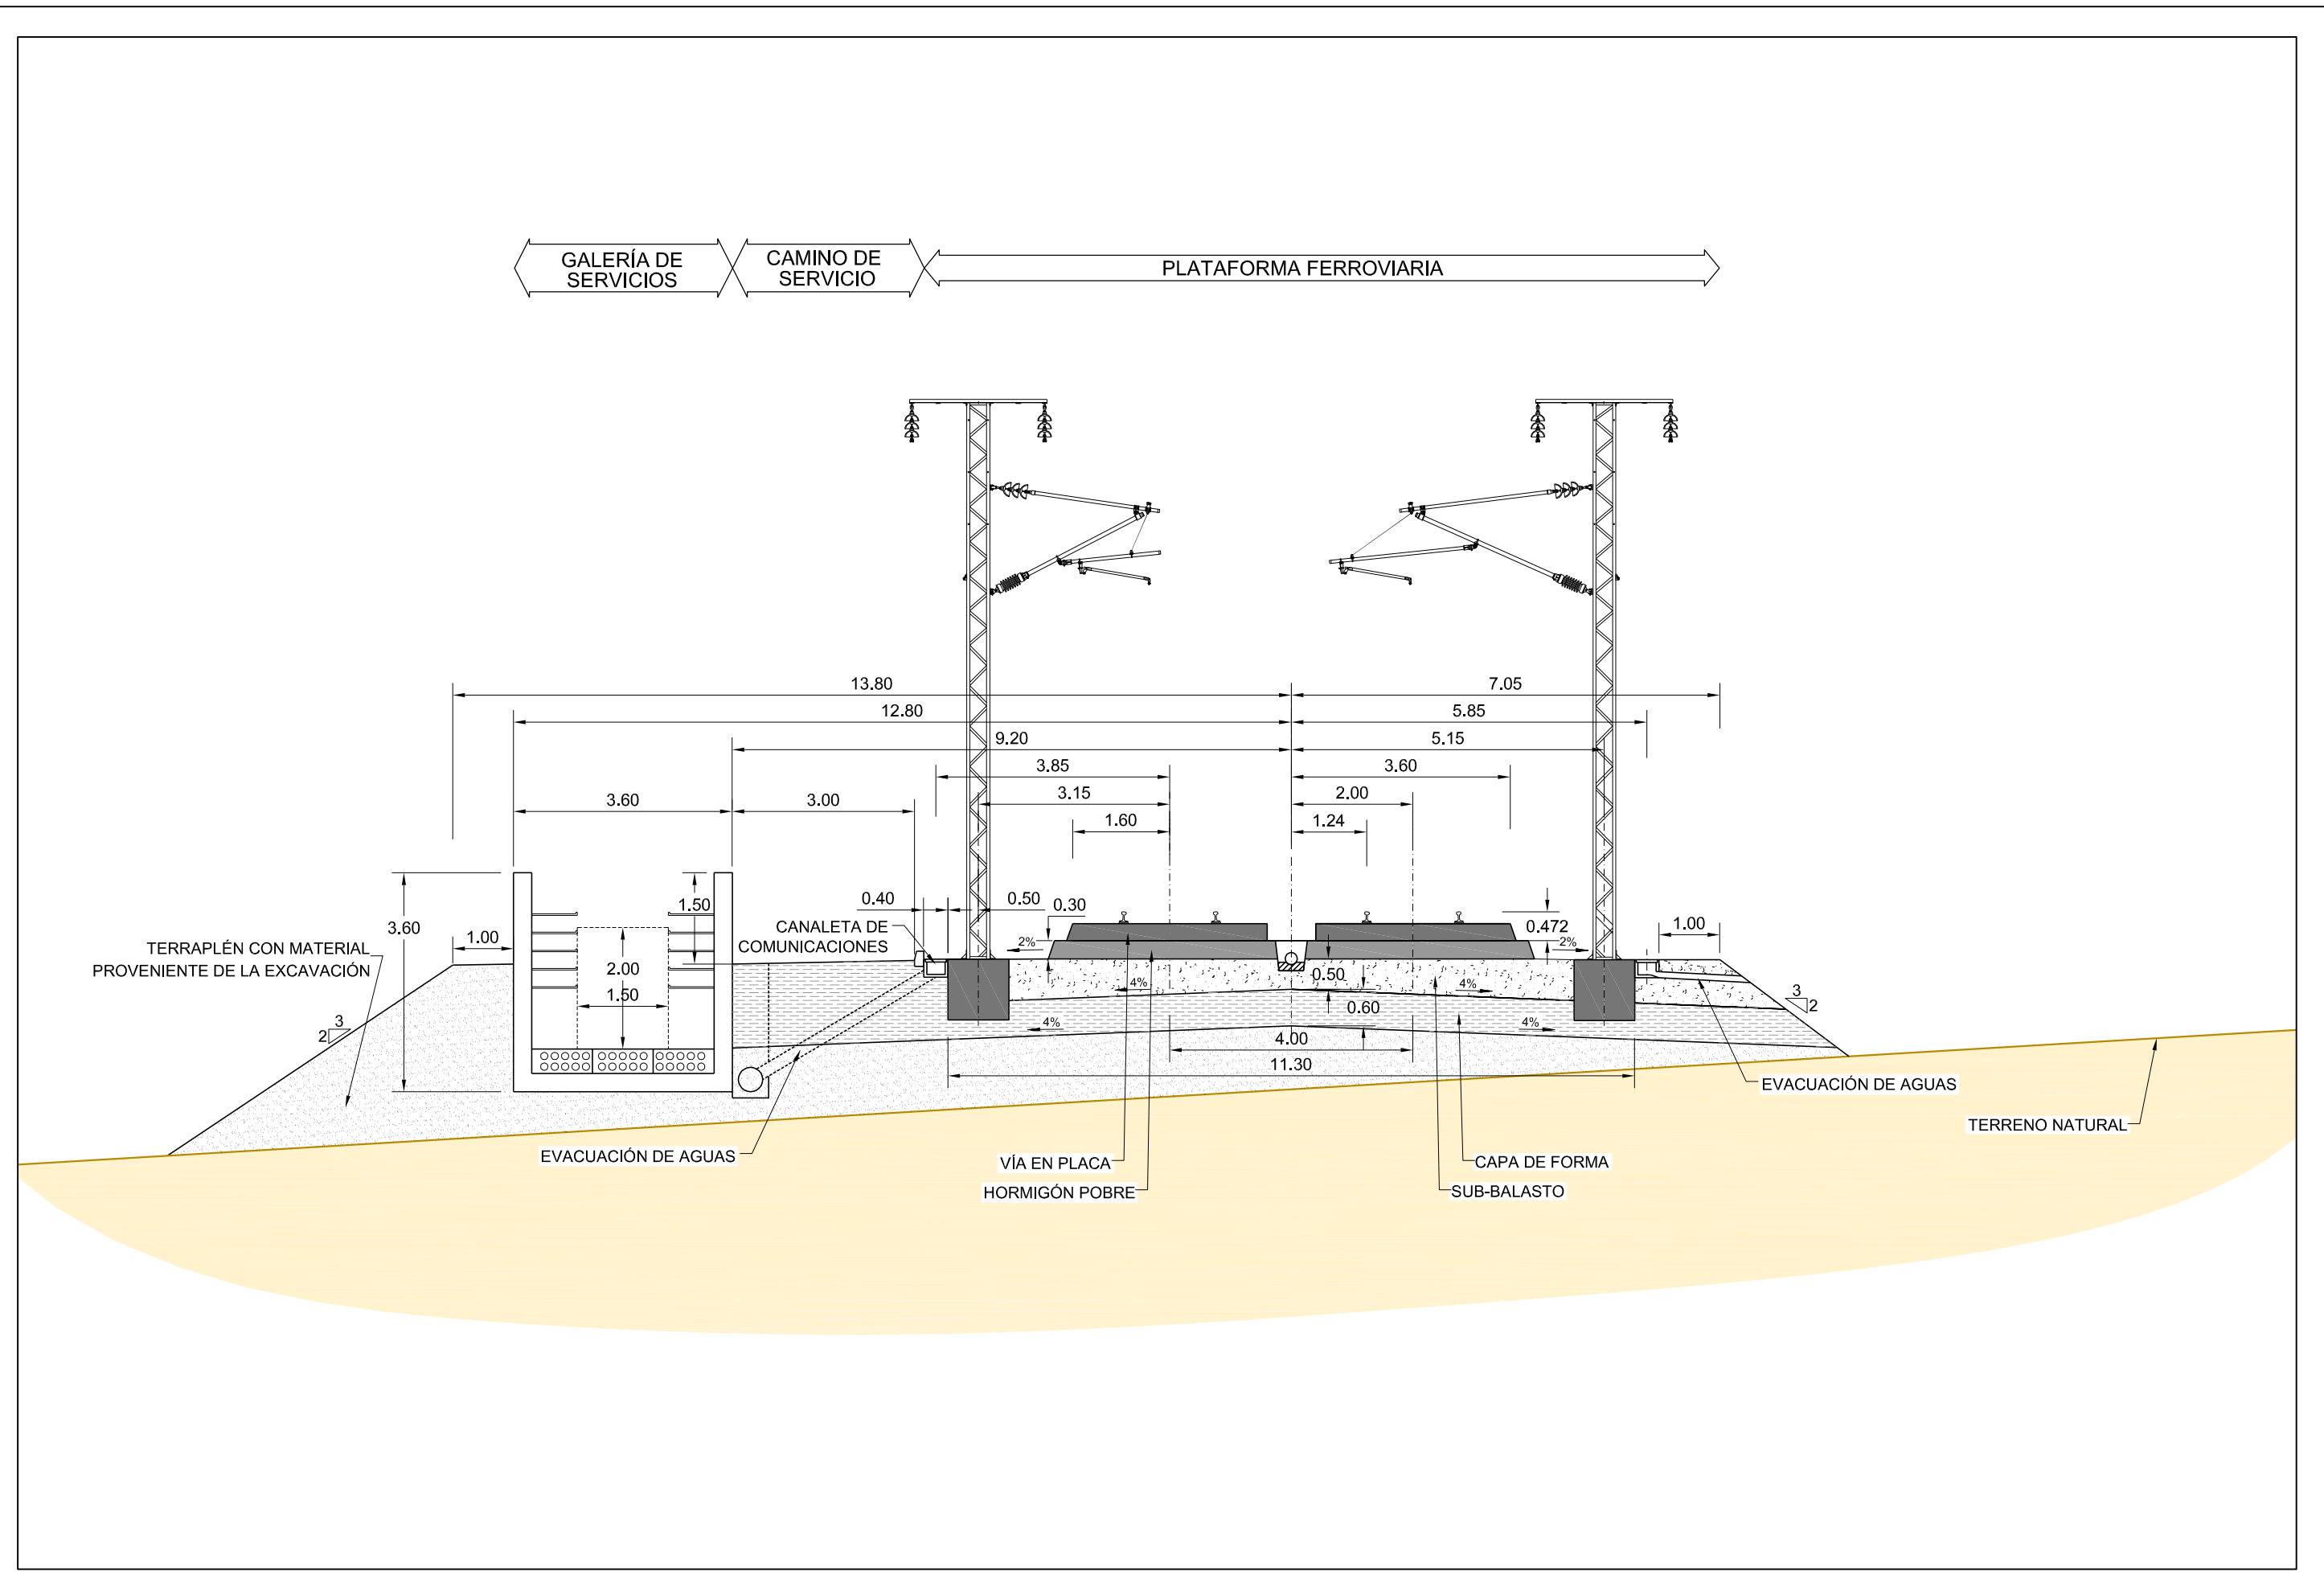 GALERÍA DE
SERVICIOS
CAMINO DE
SERVICIO
PLATAFORMA FERROVIARIA
13.80
7.05
12.80
5.85
9.20
5.15
3.85
3.60
3.60
3.00
3.15
2.00
1.60
1.24
3.60
1.50
0.40
0.50
0.30
0.472
1.00
1.00
CANALETA DE
COMUNICACIONES
TERRAPLÉN CON MATERIAL
PROVENIENTE DE LA EXCAVACIÓN
2%
2%
2.00
1.50
0.50
4%
4%
0.60
3
2
3
2
4%
4%
4.00
11.30
EVACUACIÓN DE AGUAS
TERRENO NATURAL
EVACUACIÓN DE AGUAS
VÍA EN PLACA
CAPA DE FORMA
HORMIGÓN POBRE
SUB-BALASTO